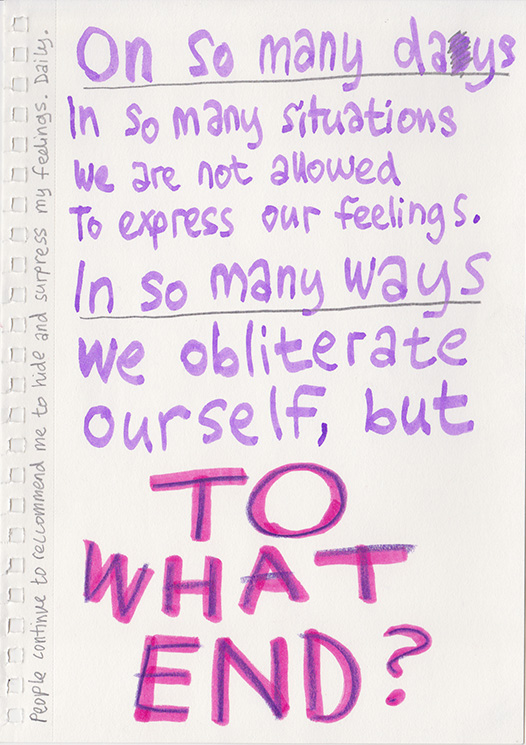 On so many days
In so many situations
We are not allowed
To express our feelings.
In so many ways
we obliterate
ourself, but
TO
WHAT
END?
People continue to reccommend me to hide and surpress my feelings. Daily.